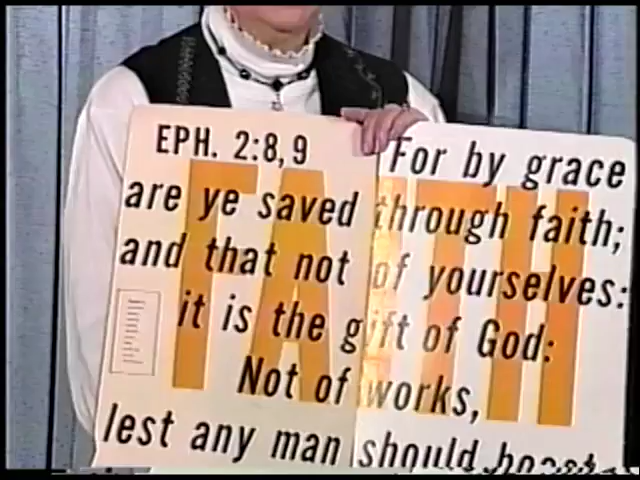 EPH. 2:8,9 For by grace
are ye saved through faith;
and that not of yourselves:
it is the gift of God:
Not of works,
lest any man should boast
FAITH